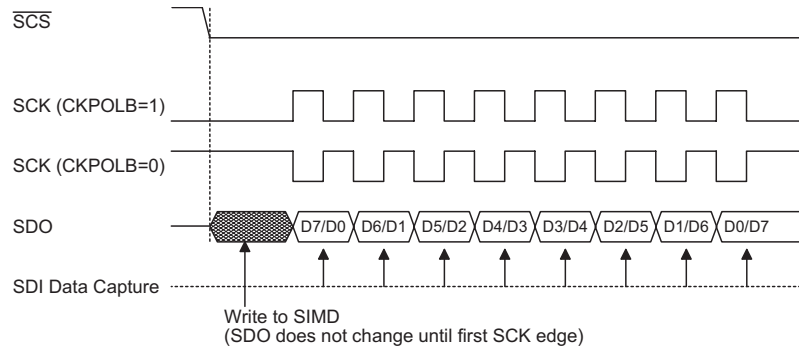 SCS
SCK (CKPOLB=1)
SCK (CKPOLB=0)
SDO
D7/D0 D6/D1 D5/D2 D4/D3 D3/D4 D2/D5 D1/D6 D0/D7
SDI Data Capture
Write to SIMD
(SDO does not change until first SCK edge)